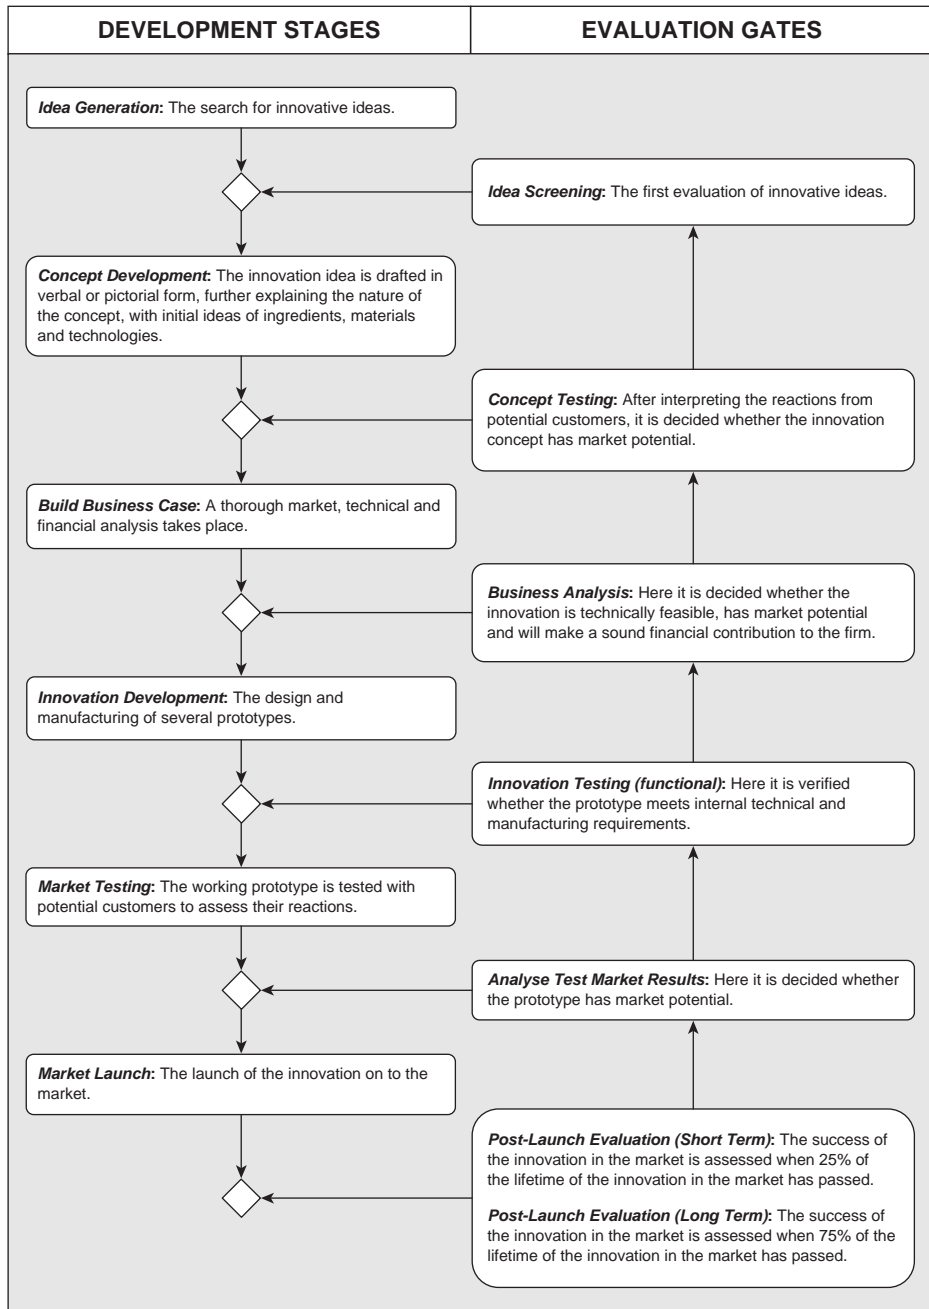 DEVELOPMENT STAGES
EVALUATION GATES
Idea Generation: The search for innovative ideas.
Idea Screening: The first evaluation of innovative ideas.
Concept Development: The innovation idea is drafted in
verbal or pictorial form, further explaining the nature of
the concept, with initial ideas of ingredients, materials
and technologies.
Concept Testing: After interpreting the reactions from
potential customers, it is decided whether the innovation
concept has market potential.
Build Business Case: A thorough market, technical and
financial analysis takes place.
Business Analysis: Here it is decided whether the
innovation is technically feasible, has market potential
and will make a sound financial contribution to the firm.
Innovation Development: The design and
manufacturing of several prototypes.
Innovation Testing (functional): Here it is verified
whether the prototype meets internal technical and
manufacturing requirements.
Market Testing: The working prototype is tested with
potential customers to assess their reactions.
Analyse Test Market Results: Here it is decided whether
the prototype has market potential.
Market Launch: The launch of the innovation on to the
market.
Post-Launch Evaluation (Short Term): The success of
the innovation in the market is assessed when 25% of
the lifetime of the innovation in the market has passed.
Post-Launch Evaluation (Long Term): The success of
the innovation in the market is assessed when 75% of the
lifetime of the innovation in the market has passed.